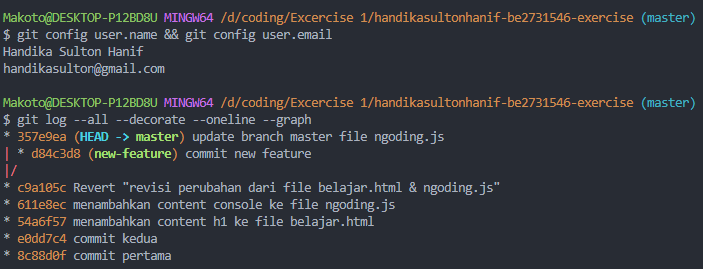 Makoto@DESKTOP-P12BD8U MINGW64 /d/coding/Excercise 1/handikasultonhanif-be2731546-exercise (master)
$ git config user.name && git config user.email
Handika Sulton Hanif
handikasulton@gmail.com

Makoto@DESKTOP-P12BD8U MINGW64 /d/coding/Excercise 1/handikasultonhanif-be2731546-exercise (master)
$ git log --all --decorate --oneline --graph
* 357e9ea (HEAD -> master) update branch master file ngoding.js
| * d84c3d8 (new-feature) commit new feature
|/
* c9a105c Revert "revisi perubahan dari file belajar.html & ngoding.js"
* 611e8ec menambahkan content console ke file ngoding.js
* 54a6f57 menambahkan content h1 ke file belajar.html
* e0dd7c4 commit kedua
* 8c88d0f commit pertama